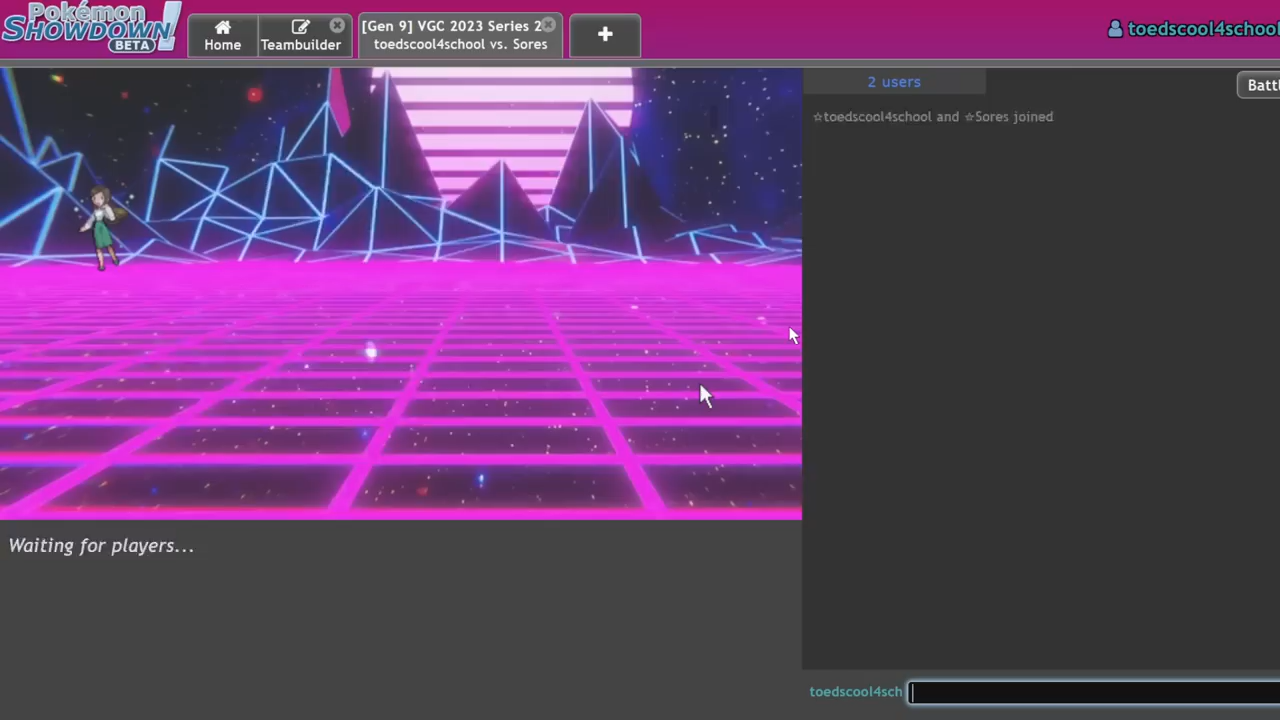 Pokémon
SHOWDOWN!
BETA
Home
Teambuilder
[Gen 9] VGC 2023 Series 2
toedscool4school vs. Sores
+
toedscool4school
2 users
Battl
☆toedscool4school and ☆Sores joined
Waiting for players...
toedscool4sch